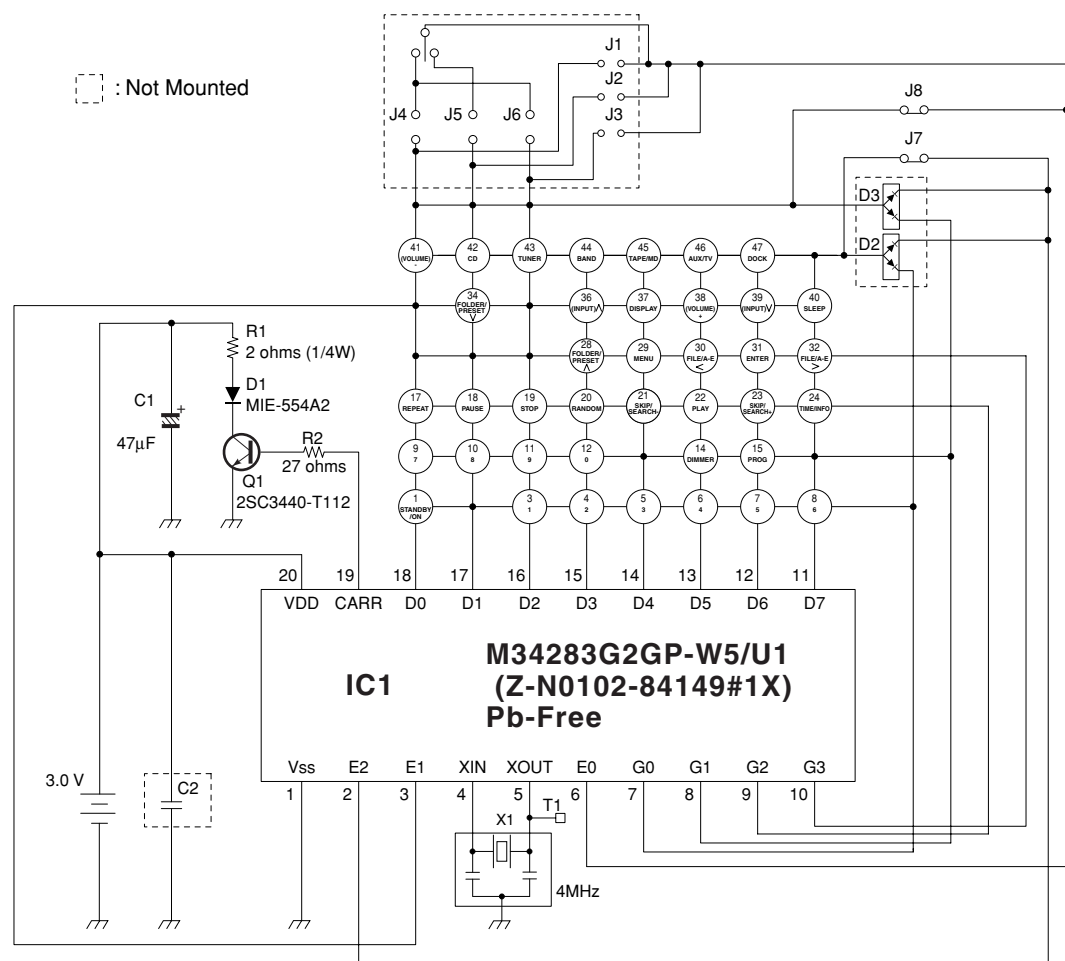 : Not Mounted
J1
J2
J3
J4
J5
J6
J8
J7
D3
D2
41
(VOLUME)
-
42
CD
43
TUNER
44
BAND
45
TAPE/MD
46
AUX/TV
47
DOCK
34
FOLDER/
PRESET
∨
36
(INPUT)∧
37
DISPLAY
38
(VOLUME)
+
39
(INPUT)∨
40
SLEEP
28
FOLDER/
PRESET
∧
29
MENU
30
FILE/A-E
<
31
ENTER
32
FILE/A-E
>
17
REPEAT
18
PAUSE
19
STOP
20
RANDOM
21
SKIP/
SEARCH-
22
PLAY
23
SKIP/
SEARCH+
24
TIME/INFO
9
7
10
8
11
9
12
0
14
DIMMER
15
PROG
1
STANDBY
/ON
3
1
4
2
5
3
6
4
7
5
8
6
R1
2 ohms (1/4W)
D1
MIE-554A2
C1
+
47μF
R2
27 ohms
Q1
2SC3440-T112
20 19 18 17 16 15 14 13 12 11
VDD CARR D0 D1 D2 D3 D4 D5 D6 D7
IC1
M34283G2GP-W5/U1
(Z-N0102-84149#1X)
Pb-Free
Vss E2 E1 XIN XOUT E0 G0 G1 G2 G3
1 2 3 4 5 6 7 8 9 10
3.0 V
C2
X1
T1
4MHz